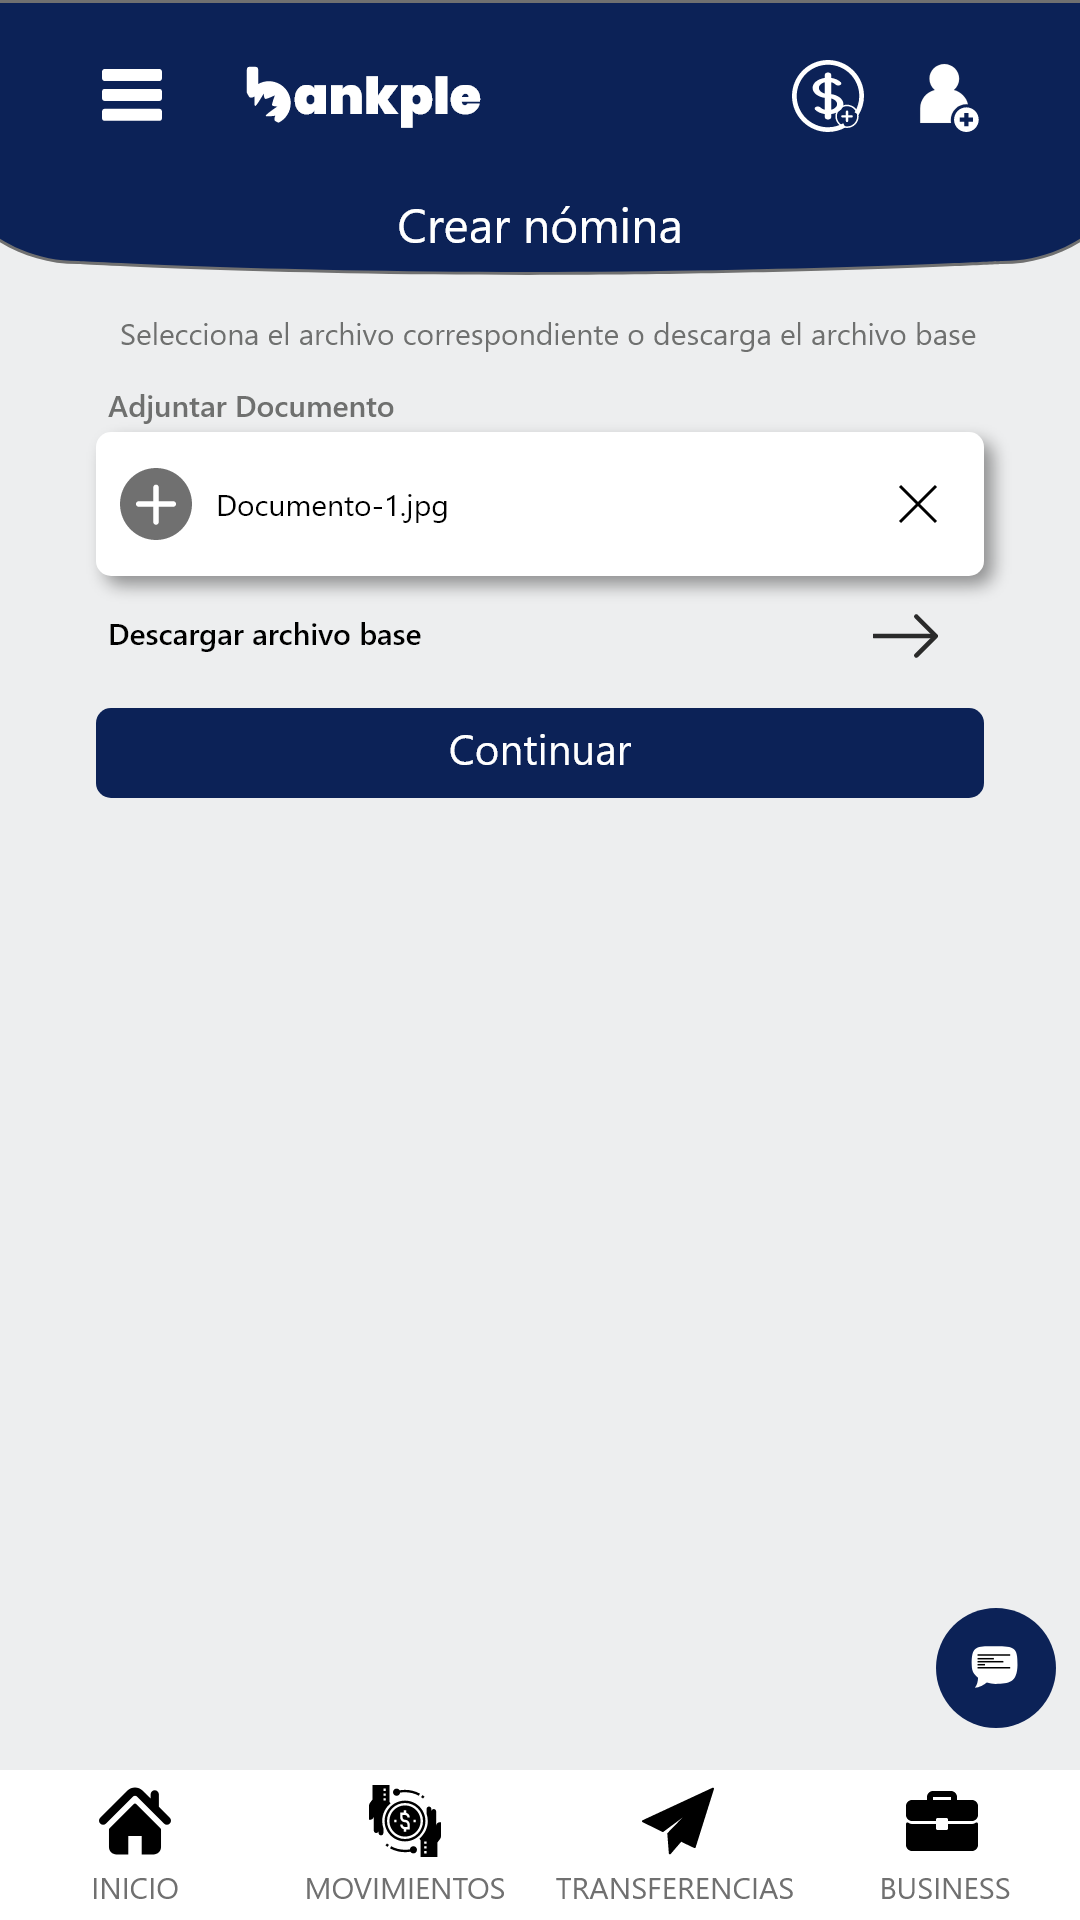 bankple
Crear nómina
Selecciona el archivo correspondiente o descarga el archivo base
Adjuntar Documento
Documento-1.jpg
Descargar archivo base
Continuar
INICIO
MOVIMIENTOS
TRANSFERENCIAS
BUSINESS